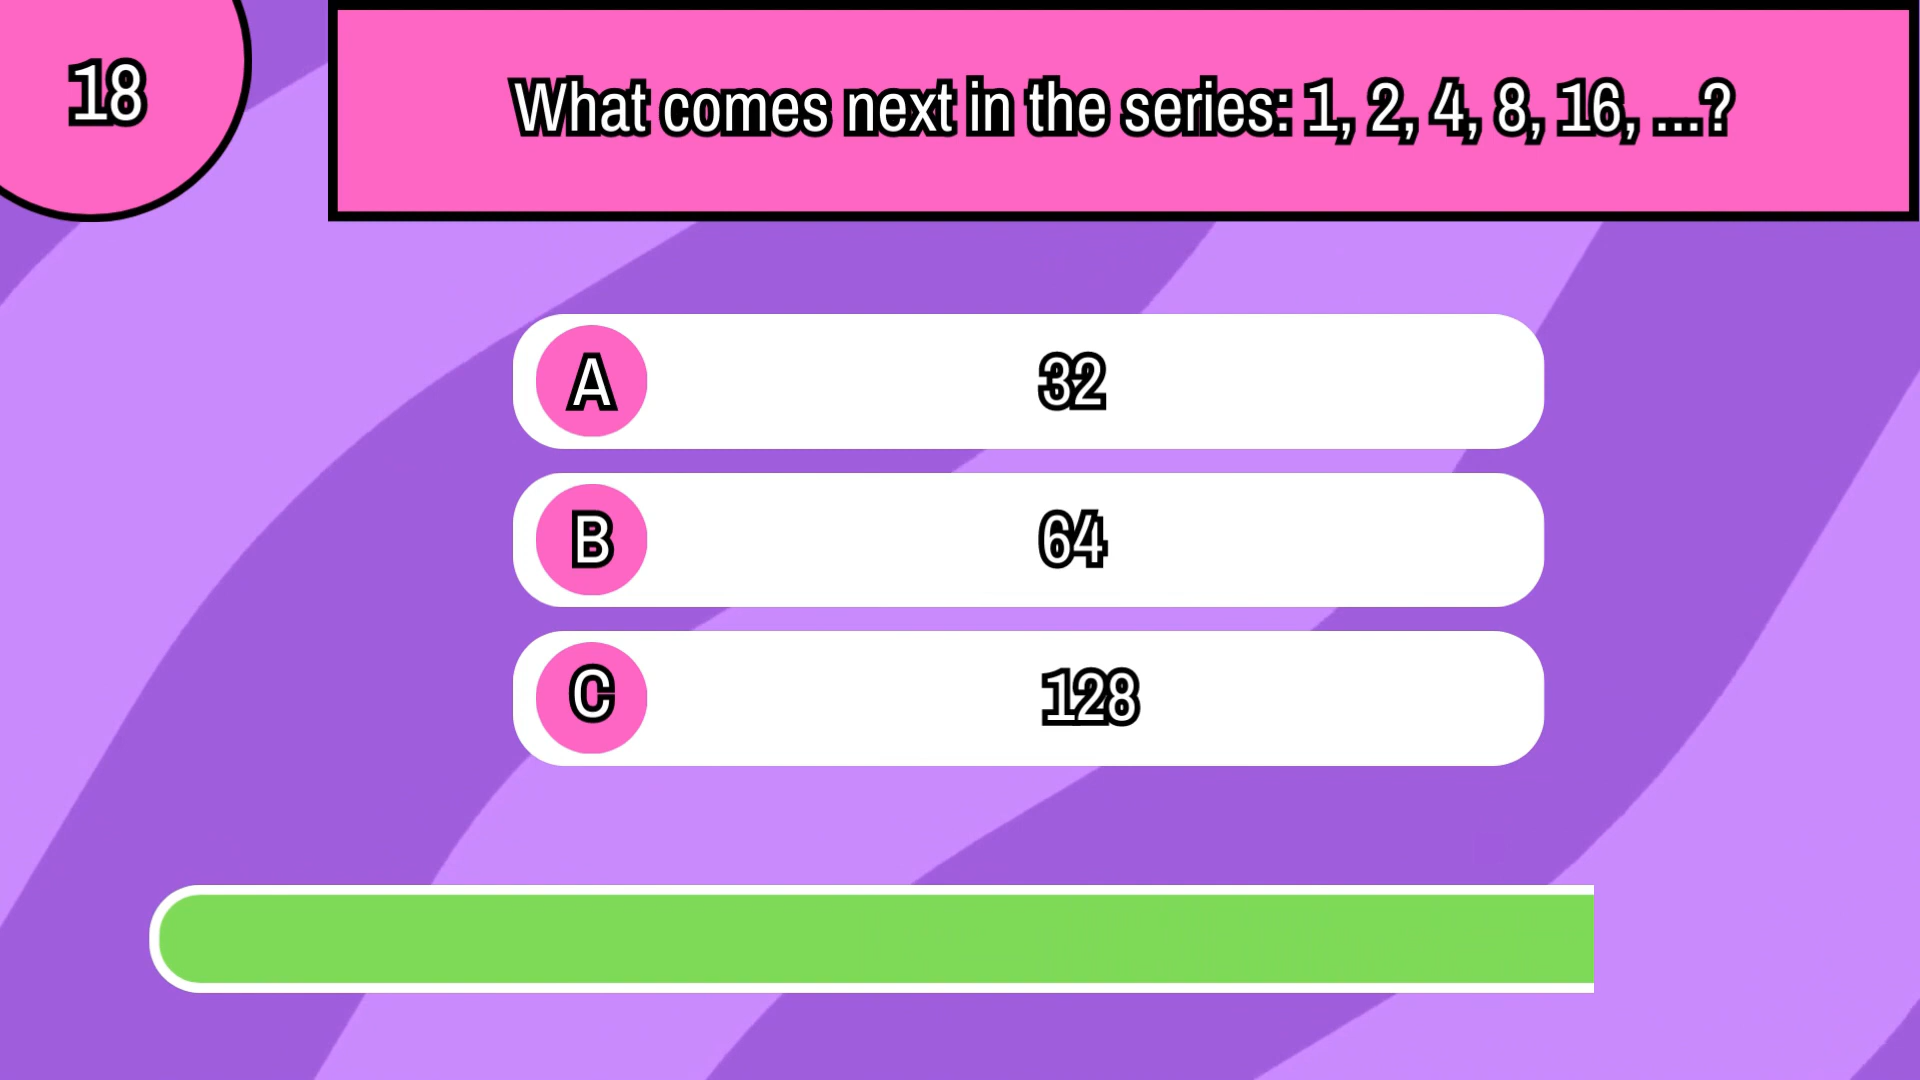 18
What comes next in the series: 1, 2, 4, 8, 16, ...?
A 32
B 64
C 128